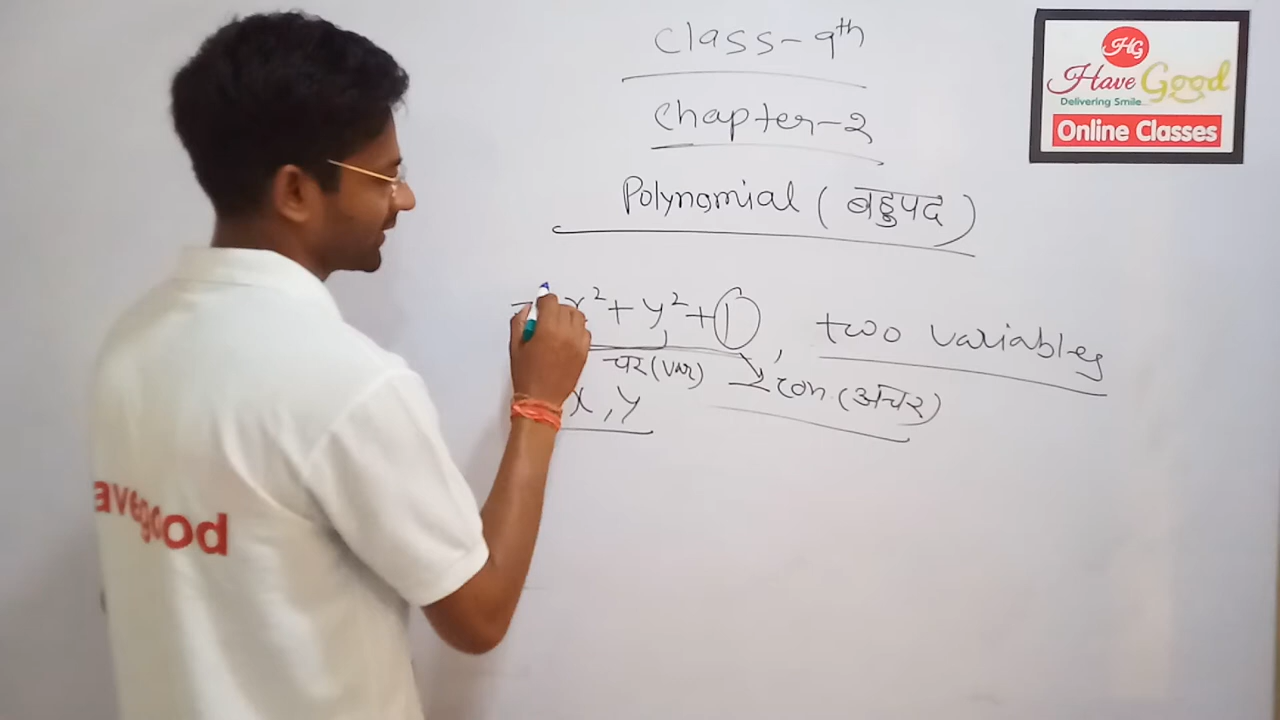 Class-9th
Chapter-2
Polynomial (बहुपद)
x²+y²+1, two variables
चर(var) con. (अचर)
x, y
HG
Have Good
Delivering Smile...
Online Classes
avegood